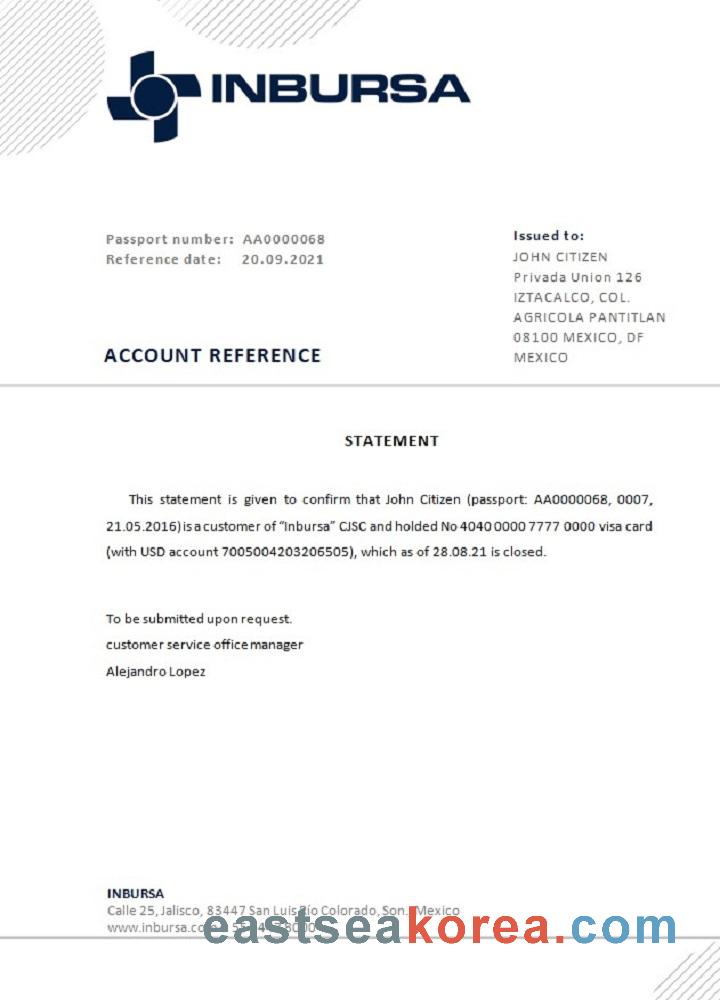 INBURSA
Passport number: AA0000068
Reference date: 20.09.2021
Issued to:
JOHN CITIZEN
Privada Union 126
IZTACALCO, COL.
AGRICOLA PANTITLAN
08100 MEXICO, DF
MEXICO
ACCOUNT REFERENCE
STATEMENT
This statement is given to confirm that John Citizen (passport: AA0000068, 0007,
21.05.2016) is a customer of "Inbursa" CJSC and holded No 4040 0000 7777 0000 visa card
(with USD account 7005004203206505), which as of 28.08.21 is closed.
To be submitted upon request.
customer service office manager
Alejandro Lopez
INBURSA
Calle 25, Jalisco, 83447 San Luis Río Colorado, Son., Mexico
www.inbursa.com
eastseakorea.com